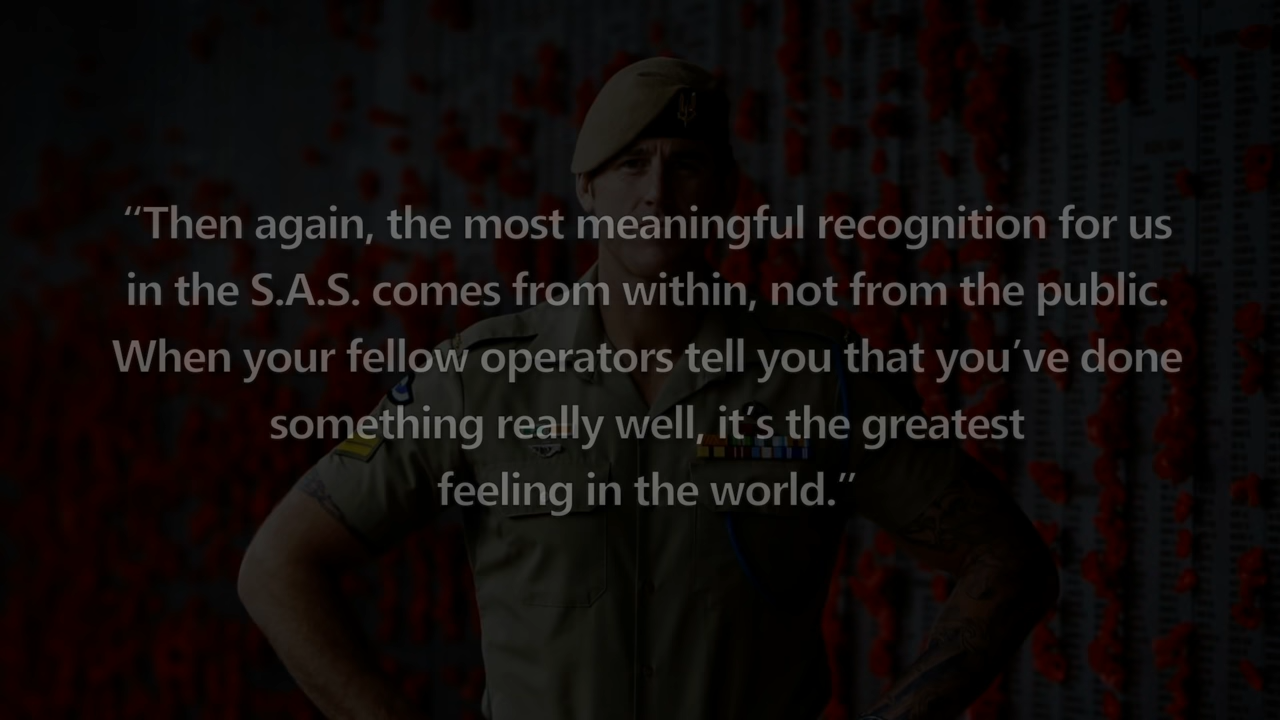 “Then again, the most meaningful recognition for us
in the S.A.S. comes from within, not from the public.
When your fellow operators tell you that you’ve done
something really well, it’s the greatest
feeling in the world.”